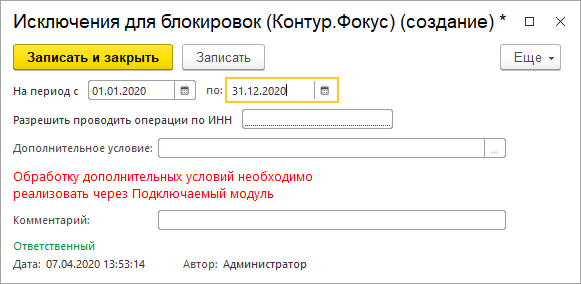 Исключения для блокировок (Контур.Фокус) (создание) *
Записать и закрыть Записать Еще
На период с 01.01.2020 по: 31.12.2020
Разрешить проводить операции по ИНН
Дополнительное условие: ...
Обработку дополнительных условий необходимо
реализовать через Подключаемый модуль
Комментарий:
Ответственный
Дата: 07.04.2020 13:53:14 Автор: Администратор